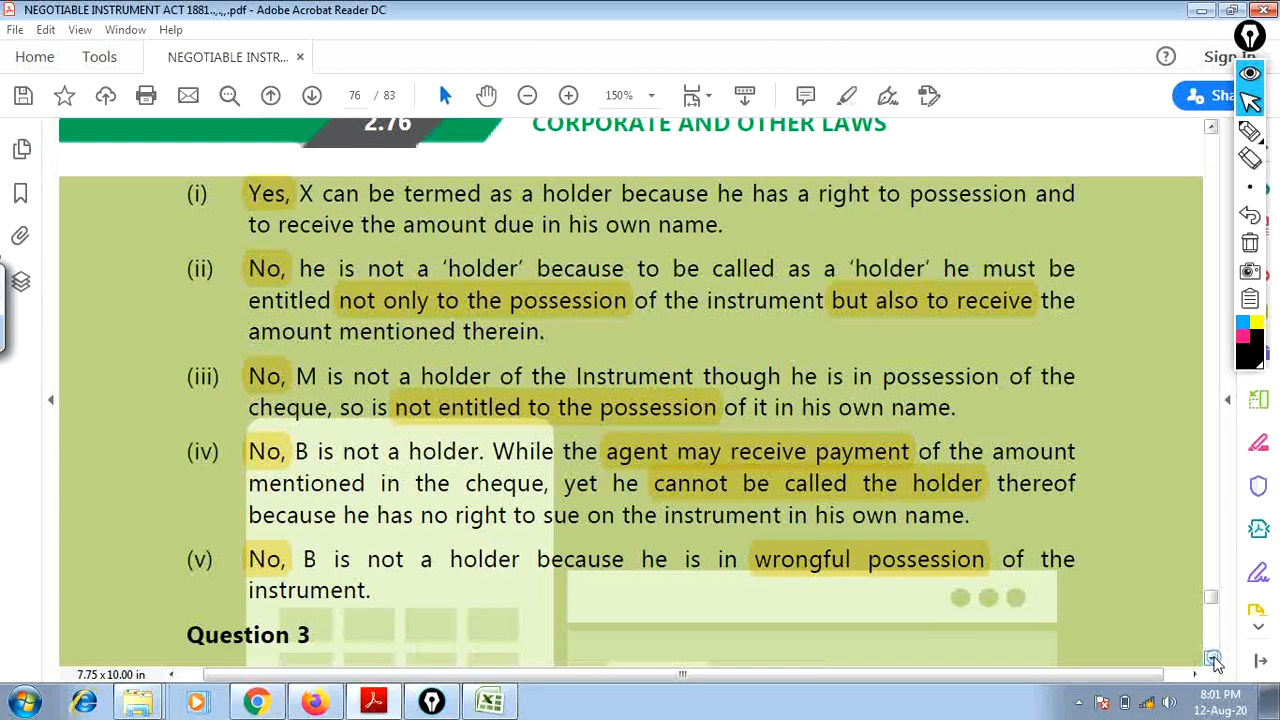 NEGOTIABLE INSTRUMENT ACT 1881..,.,,.pdf - Adobe Acrobat Reader DC
File Edit View Window Help
Home Tools NEGOTIABLE INSTR... × Sign In
76 / 83 150%
2.76 CORPORATE AND OTHER LAWS
(i) Yes, X can be termed as a holder because he has a right to possession and
to receive the amount due in his own name.
(ii) No, he is not a ‘holder’ because to be called as a ‘holder’ he must be
entitled not only to the possession of the instrument but also to receive the
amount mentioned therein.
(iii) No, M is not a holder of the Instrument though he is in possession of the
cheque, so is not entitled to the possession of it in his own name.
(iv) No, B is not a holder. While the agent may receive payment of the amount
mentioned in the cheque, yet he cannot be called the holder thereof
because he has no right to sue on the instrument in his own name.
(v) No, B is not a holder because he is in wrongful possession of the
instrument.
Question 3
7.75 x 10.00 in
8:01 PM
12-Aug-20